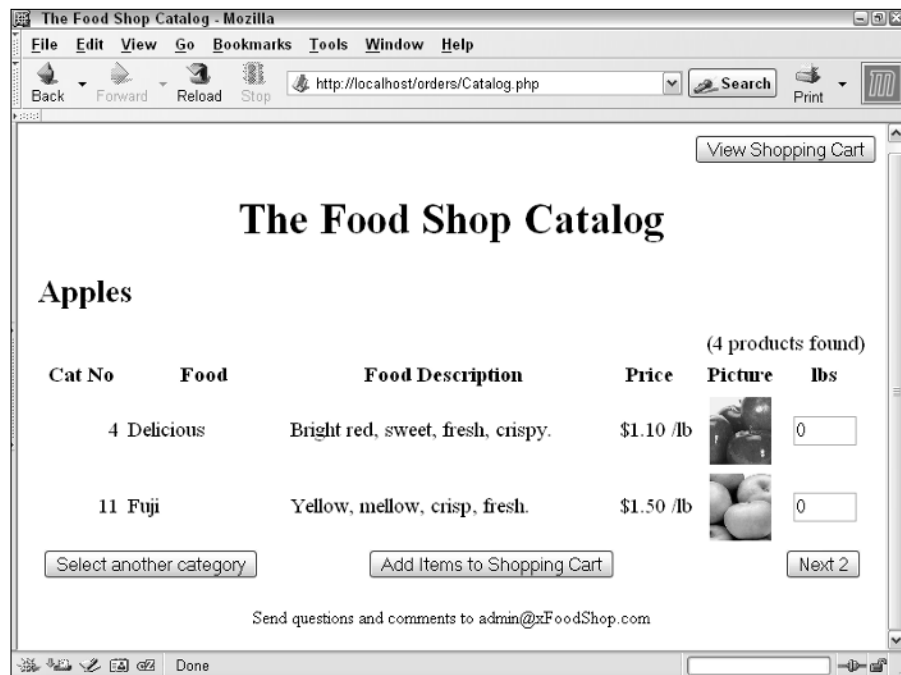 The Food Shop Catalog - Mozilla
File Edit View Go Bookmarks Tools Window Help
Back Forward Reload Stop http://localhost/orders/Catalog.php Search Print
View Shopping Cart
The Food Shop Catalog
Apples
(4 products found)
Cat No Food Food Description Price Picture lbs
4 Delicious Bright red, sweet, fresh, crispy. $1.10 /lb 0
11 Fuji Yellow, mellow, crisp, fresh. $1.50 /lb 0
Select another category Add Items to Shopping Cart Next 2
Send questions and comments to admin@xFoodShop.com
Done